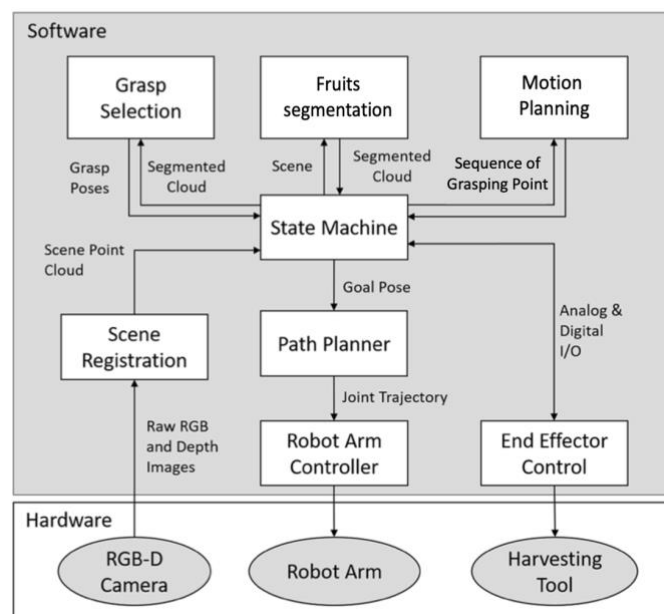 Software
Grasp
Selection
Fruits
segmentation
Motion
Planning
Grasp
Poses
Segmented
Cloud
Scene
Segmented
Cloud
Sequence of
Grasping Point
State Machine
Scene Point
Cloud
Goal Pose
Analog &
Digital
I/O
Scene
Registration
Path Planner
Joint Trajectory
Raw RGB
and Depth
Images
Robot Arm
Controller
End Effector
Control
Hardware
RGB-D
Camera
Robot Arm
Harvesting
Tool